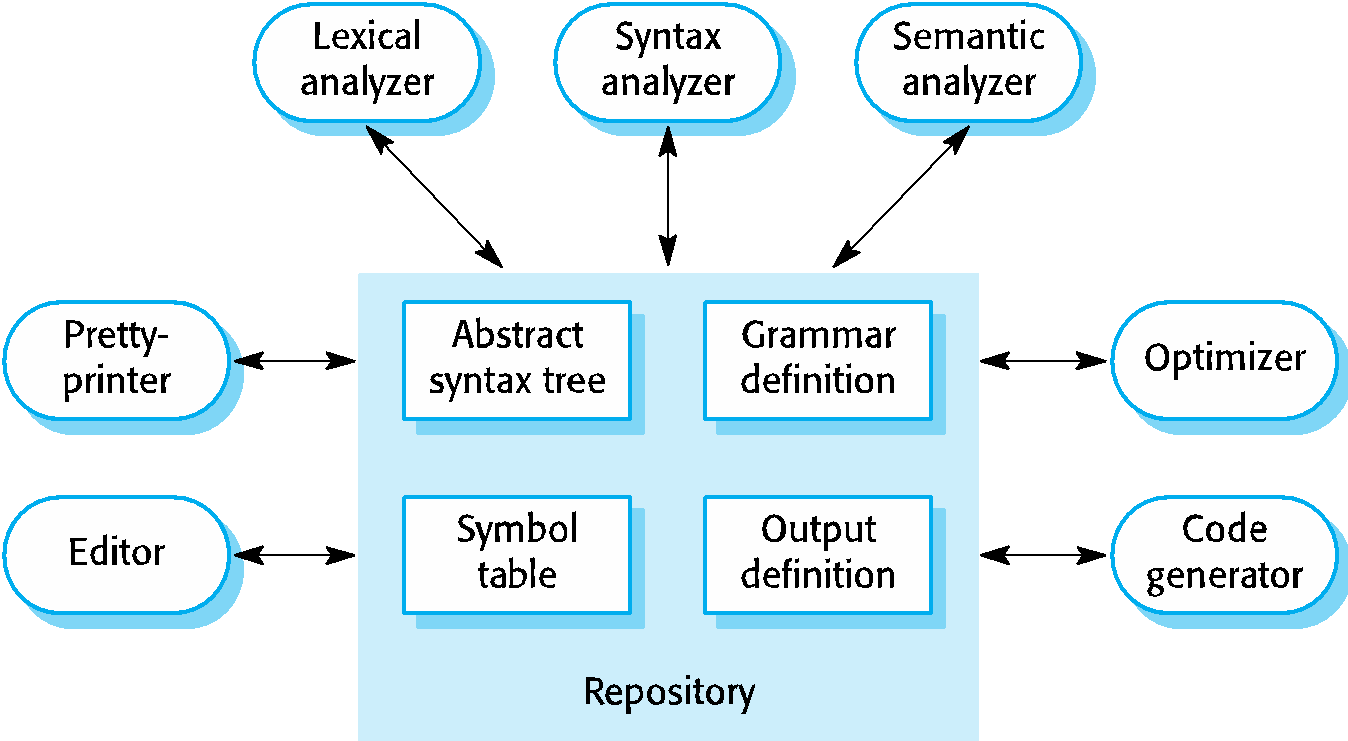 Lexical
analyzer
Syntax
analyzer
Semantic
analyzer
Pretty-
printer
Abstract
syntax tree
Grammar
definition
Optimizer
Editor
Symbol
table
Output
definition
Code
generator
Repository